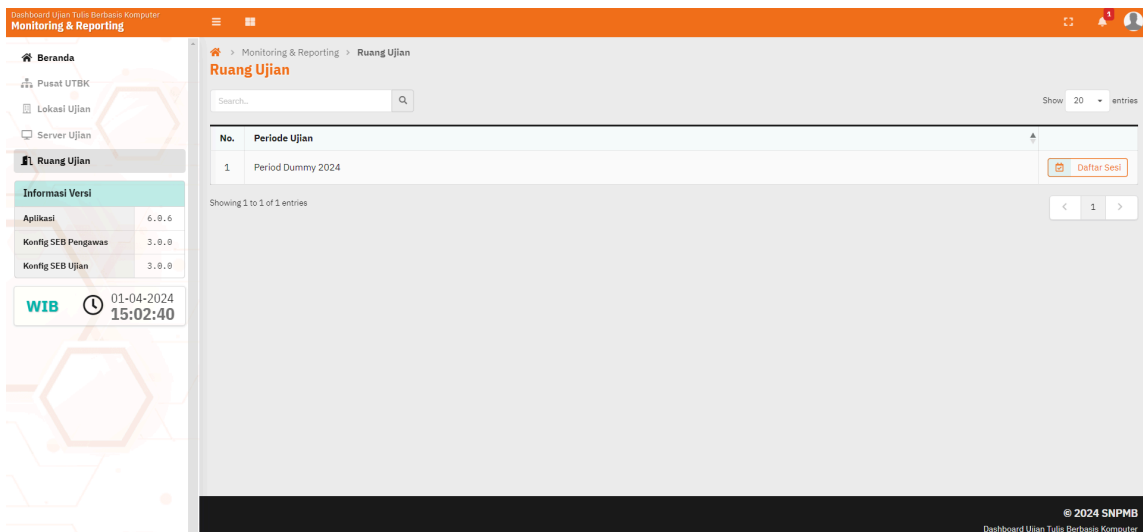 Dashboard Ujian Tulis Berbasis Komputer
Monitoring & Reporting
1
Beranda
Pusat UTBK
Lokasi Ujian
Server Ujian
Ruang Ujian
Informasi Versi
Aplikasi 6.0.6
Konfig SEB Pengawas 3.0.0
Konfig SEB Ujian 3.0.0
WIB 01-04-2024
15:02:40
> Monitoring & Reporting > Ruang Ujian
Ruang Ujian
Search..
Show 20 entries
No. Periode Ujian
1 Period Dummy 2024 Daftar Sesi
Showing 1 to 1 of 1 entries
< 1 >
© 2024 SNPMB
Dashboard Ujian Tulis Berbasis Komputer